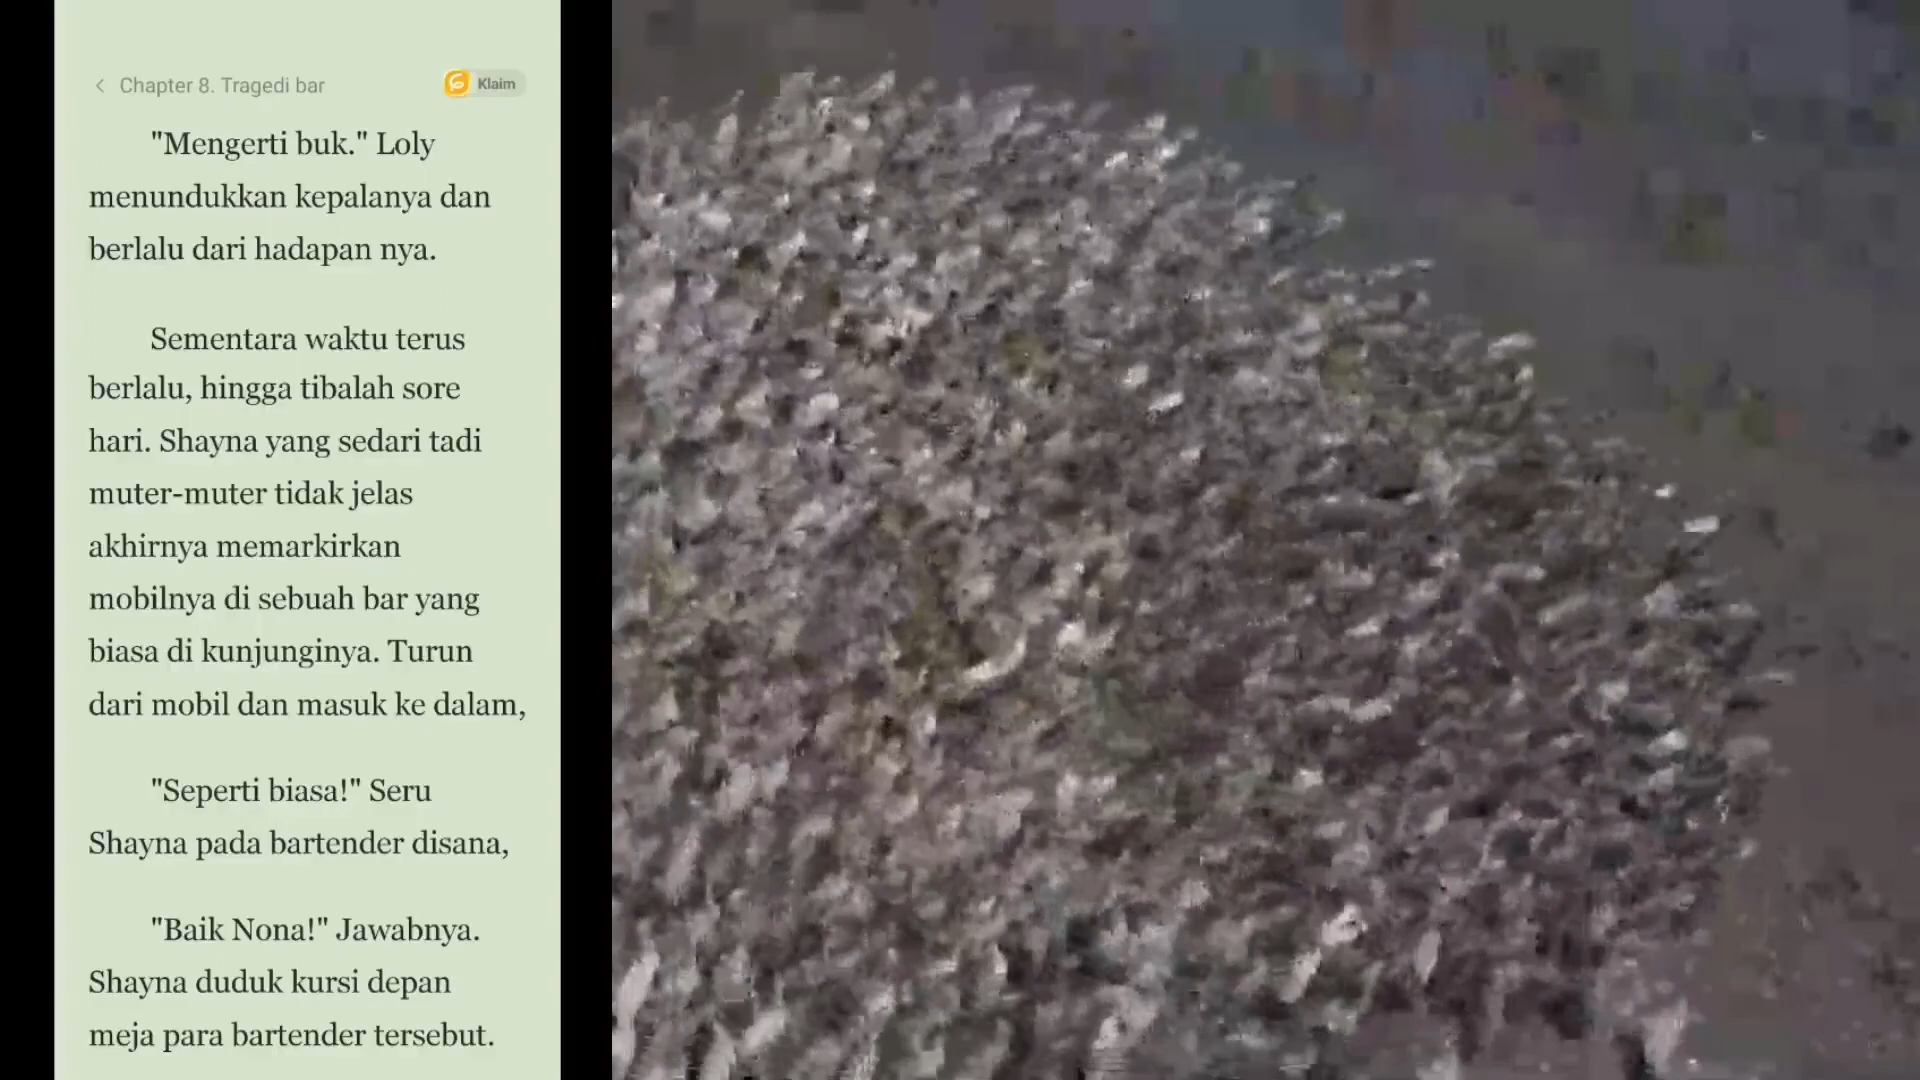 Chapter 8. Tragedi bar
Klaim
"Mengerti buk." Loly
menundukkan kepalanya dan
berlalu dari hadapan nya.
Sementara waktu terus
berlalu, hingga tibalah sore
hari. Shayna yang sedari tadi
muter-muter tidak jelas
akhirnya memarkirkan
mobilnya di sebuah bar yang
biasa di kunjunginya. Turun
dari mobil dan masuk ke dalam,
"Seperti biasa!" Seru
Shayna pada bartender disana,
"Baik Nona!" Jawabnya.
Shayna duduk kursi depan
meja para bartender tersebut.